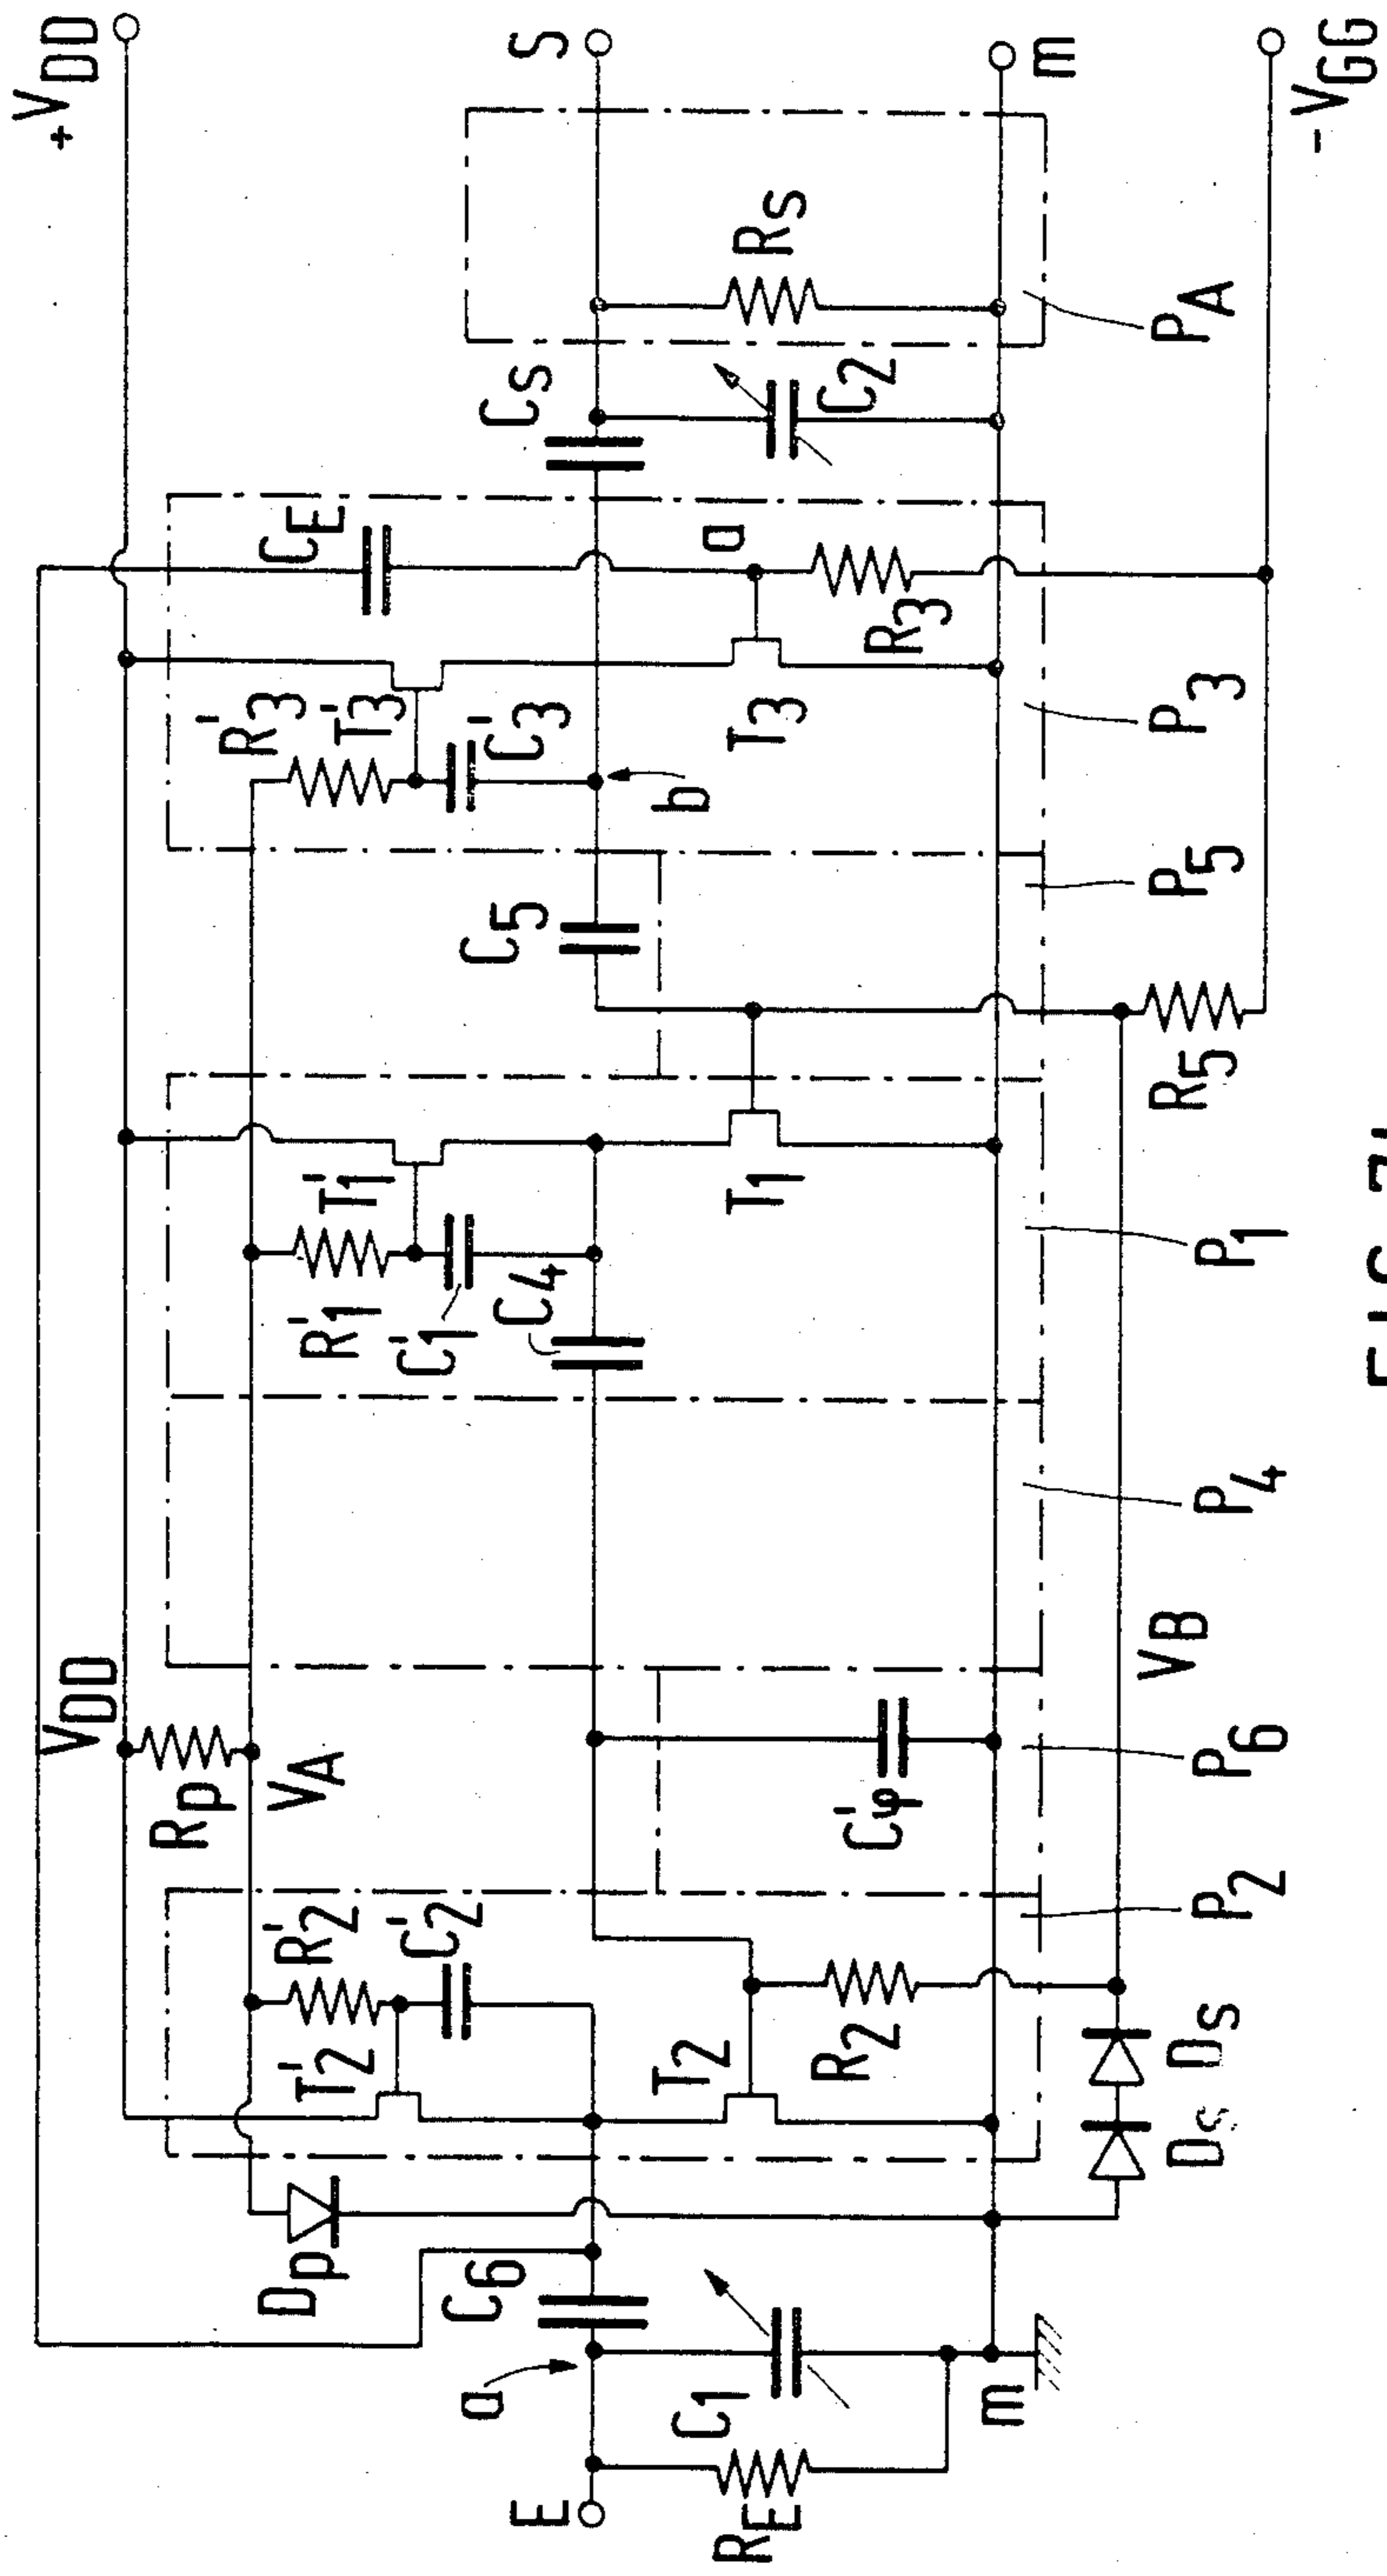 +VDD
S
m
-VGG
RS
PA
CS
C2
CE
a
R3
R'3
T'3
C'3
T3
P3
b
C5
P5
R5
T'1
R'1
C'1
C4
T1
P1
P4
VDD
RP
VA
VB
C'φ
P6
R'2
C'2
T'2
T2
R2
P2
DS
DS
DP
C6
a
C1
m
E
RE